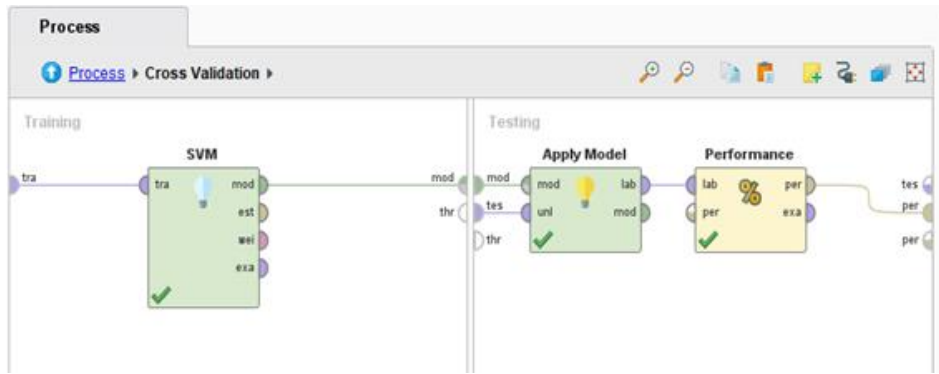 Process
Process ▸ Cross Validation ▸
Training
Testing
SVM
Apply Model
Performance
tra
tra
mod
est
wei
exa
mod
thr
mod
tes
thr
mod
unl
lab
mod
lab
per
%
per
exa
tes
per
per